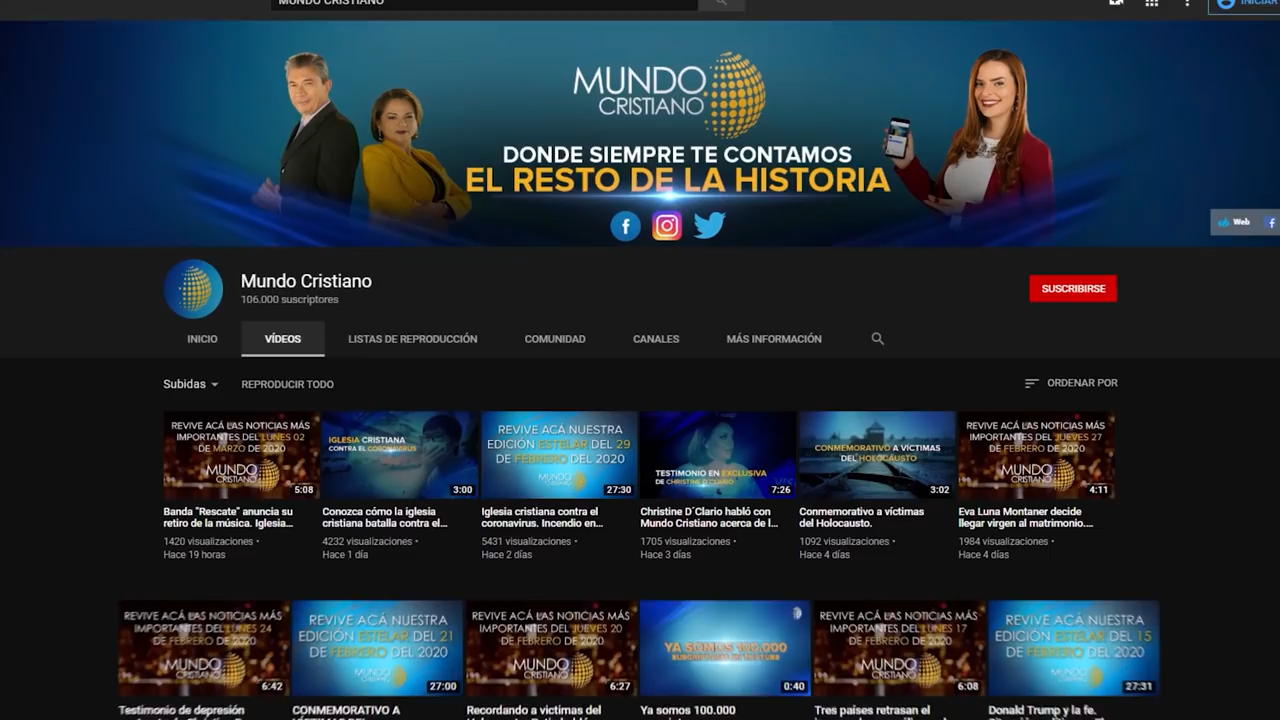 MUNDO CRISTIANO
INICIAR
MUNDO
CRISTIANO
DONDE SIEMPRE TE CONTAMOS
EL RESTO DE LA HISTORIA
Web
Mundo Cristiano
106.000 suscriptores
SUSCRIBIRSE
INICIO
VÍDEOS
LISTAS DE REPRODUCCIÓN
COMUNIDAD
CANALES
MÁS INFORMACIÓN
Subidas
REPRODUCIR TODO
ORDENAR POR
REVIVE ACÁ LAS NOTICIAS MÁS
IMPORTANTES DEL LUNES 02
DE MARZO DE 2020
MUNDO
CRISTIANO
5:08
Banda "Rescate" anuncia su
retiro de la música. Iglesia...
1420 visualizaciones •
Hace 19 horas
IGLESIA CRISTIANA
CONTRA EL CORONAVIRUS
3:00
Conozca cómo la iglesia
cristiana batalla contra el...
4232 visualizaciones •
Hace 1 día
REVIVE ACÁ NUESTRA
EDICIÓN ESTELAR DEL 29
DE FEBRERO DEL 2020
MUNDO
27:30
Iglesia cristiana contra el
coronavirus. Incendio en...
5431 visualizaciones •
Hace 2 días
TESTIMONIO EN EXCLUSIVA
DE CHRISTINE D'CLARIO
7:26
Christine D´Clario habló con
Mundo Cristiano acerca de l...
1705 visualizaciones •
Hace 3 días
CONMEMORATIVO A VÍCTIMAS
DEL HOLOCAUSTO
3:02
Conmemorativo a víctimas
del Holocausto.
1092 visualizaciones •
Hace 4 días
REVIVE ACÁ LAS NOTICIAS MÁS
IMPORTANTES DEL JUEVES 27
DE FEBRERO DE 2020
MUNDO
CRISTIANO
4:11
Eva Luna Montaner decide
llegar virgen al matrimonio....
1984 visualizaciones •
Hace 4 días
REVIVE ACÁ LAS NOTICIAS MÁS
IMPORTANTES DEL LUNES 24
DE FEBRERO DE 2020
MUNDO
CRISTIANO
6:42
Testimonio de depresión
REVIVE ACÁ NUESTRA
EDICIÓN ESTELAR DEL 21
DE FEBRERO DEL 2020
MUNDO
27:00
CONMEMORATIVO A
REVIVE ACÁ LAS NOTICIAS MÁS
IMPORTANTES DEL JUEVES 20
DE FEBRERO DE 2020
MUNDO
CRISTIANO
6:27
Recordando a victimas del
YA SOMOS 100.000
0:40
Ya somos 100.000
REVIVE ACÁ LAS NOTICIAS MÁS
IMPORTANTES DEL LUNES 17
DE FEBRERO DE 2020
MUNDO
CRISTIANO
6:08
Tres países retrasan el
REVIVE ACÁ NUESTRA
EDICIÓN ESTELAR DEL 15
DE FEBRERO DEL 2020
MUNDO
27:31
Donald Trump y la fe.